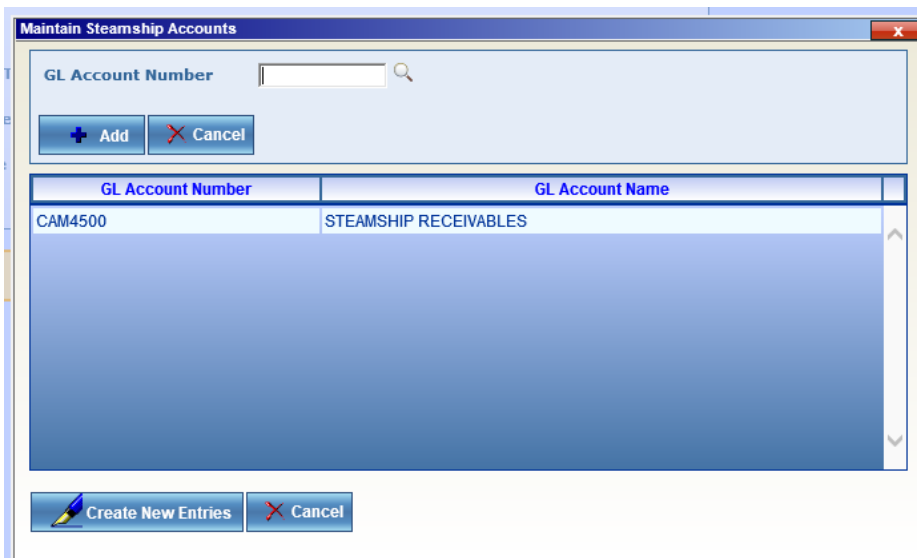 Maintain Steamship Accounts
x
GL Account Number
Add Cancel
GL Account Number GL Account Name
CAM4500 STEAMSHIP RECEIVABLES
Create New Entries Cancel